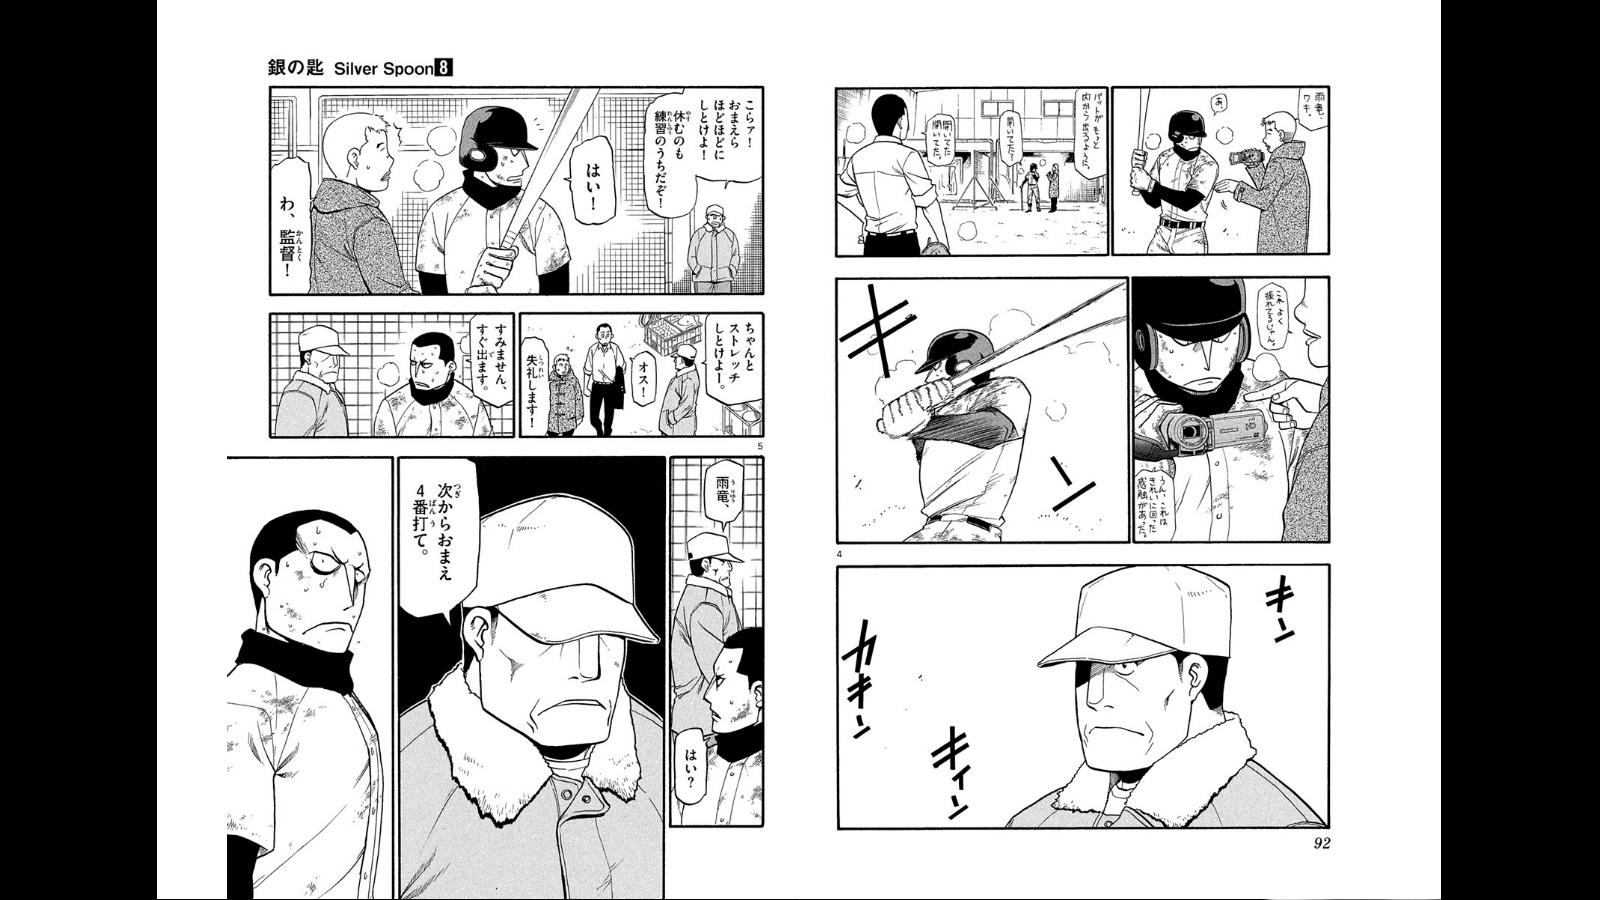 雨竜、
ワキ。
あ、
バットがもっと
内から出るように。
開いてた?
開いてた
開いてた。
これよく
振れてるじゃん。
うん、これは
きれいに回った
感触があった。
キ
ン
4
キ
ン
カ
キ
ン
キ
ィ
ン
92
銀の匙 Silver Spoon8
こらァ!
おまえら
ほどほどに
しとけよ!
休むのも
練習のうちだぞ!
はい!
わ、
監督!
ちゃんと
ストレッチ
しとけよー。
オス!
失礼します!
すみません、
すぐ出ます。
5
雨竜、
はい?
次からおまえ
4番打て。